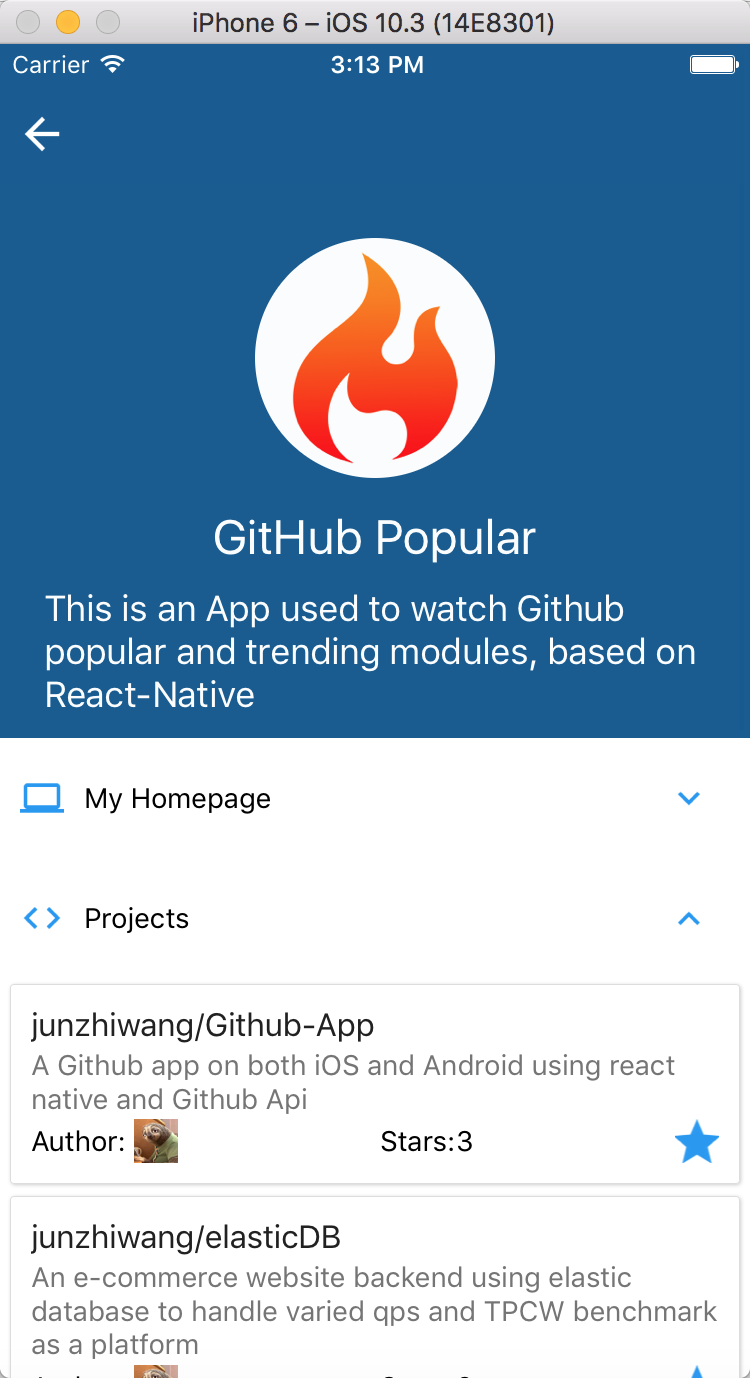 iPhone 6 – iOS 10.3 (14E8301)
Carrier 3:13 PM
GitHub Popular
This is an App used to watch Github
popular and trending modules, based on
React-Native
My Homepage
Projects
junzhiwang/Github-App
A Github app on both iOS and Android using react
native and Github Api
Author: Stars:3
junzhiwang/elasticDB
An e-commerce website backend using elastic
database to handle varied qps and TPCW benchmark
as a platform